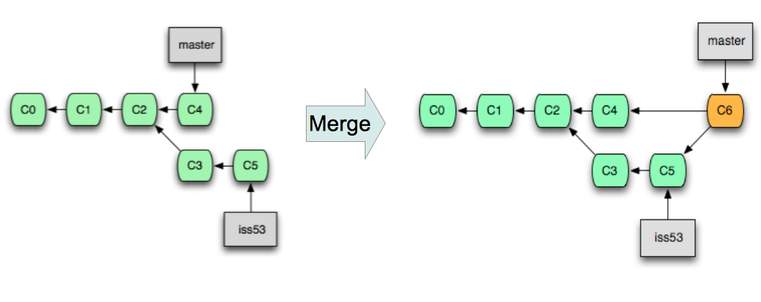 master
C0 C1 C2 C4
C3 C5
iss53
Merge
master
C0 C1 C2 C4 C6
C3 C5
iss53